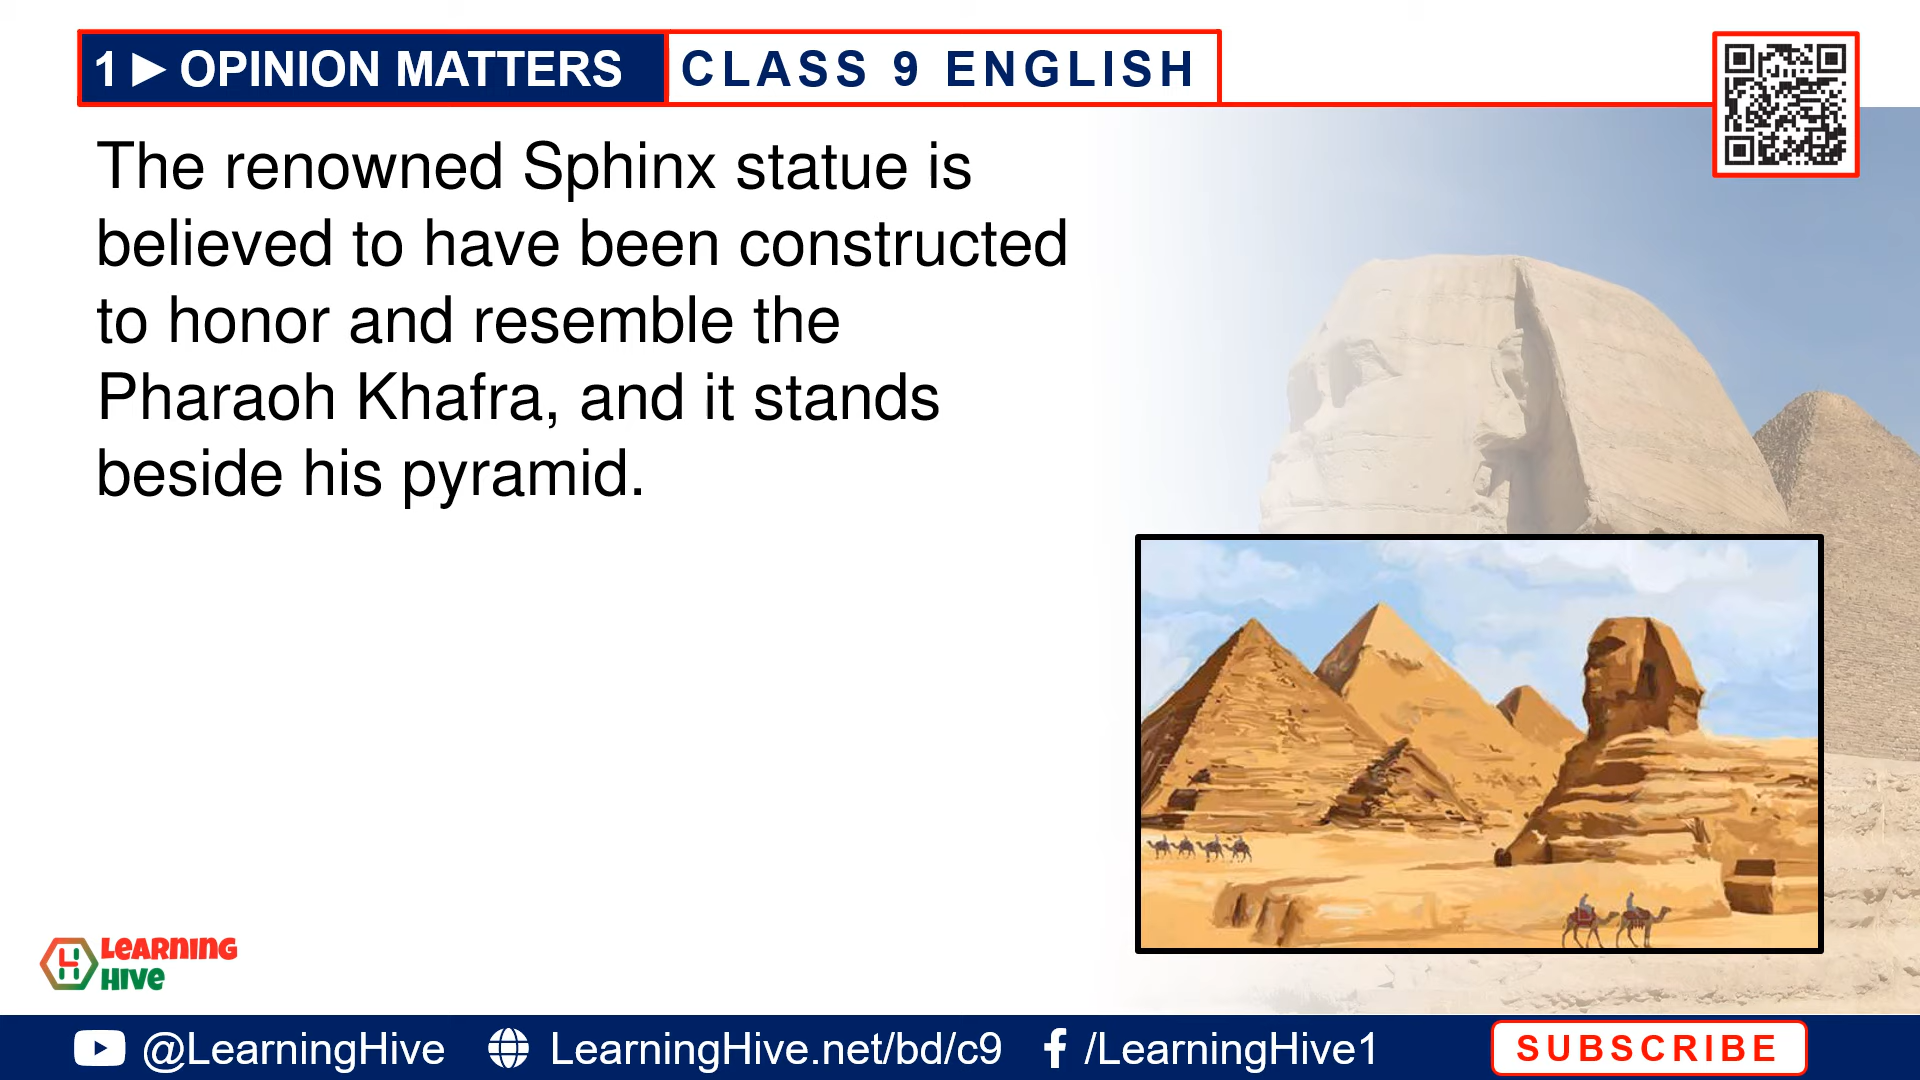 1 ▶ OPINION MATTERS CLASS 9 ENGLISH
The renowned Sphinx statue is
believed to have been constructed
to honor and resemble the
Pharaoh Khafra, and it stands
beside his pyramid.
LEARNING
HIVE
@LearningHive LearningHive.net/bd/c9 /LearningHive1 SUBSCRIBE